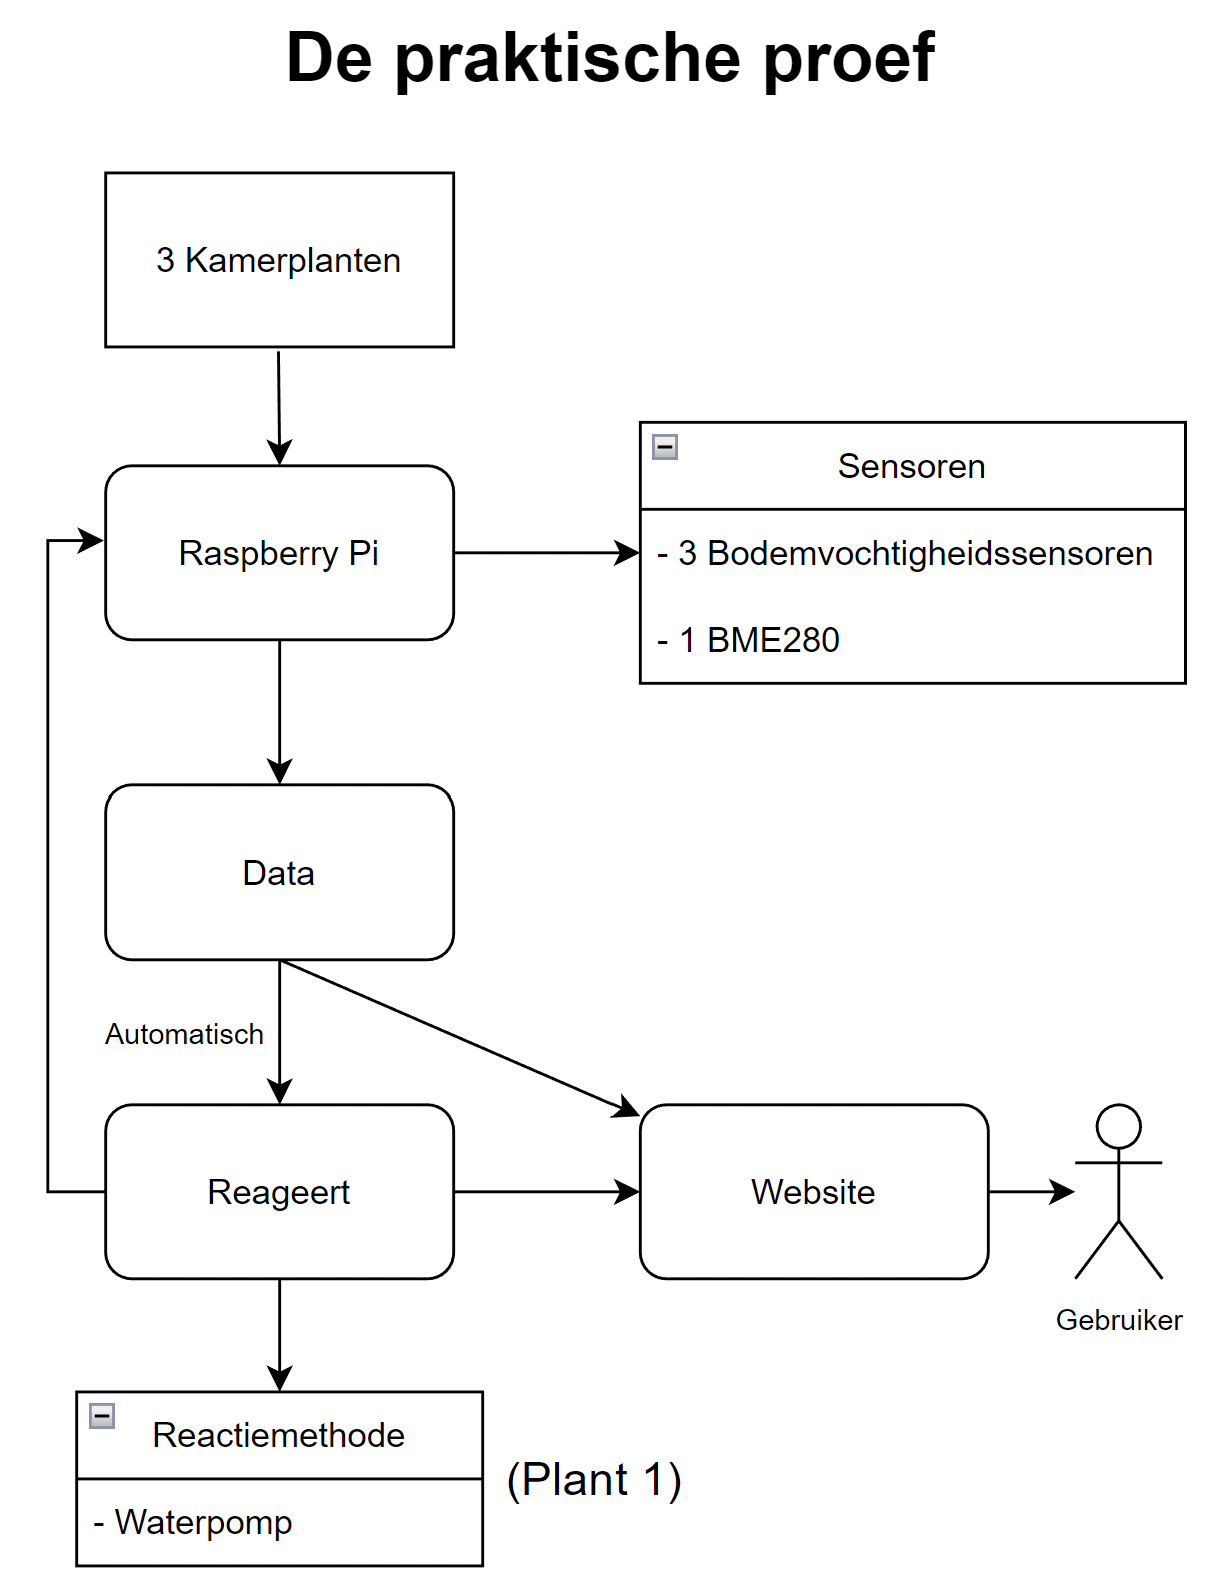 De praktische proef
3 Kamerplanten
Raspberry Pi
Sensoren
- 3 Bodemvochtigheidssensoren
- 1 BME280
Data
Automatisch
Reageert
Website
Gebruiker
Reactiemethode
- Waterpomp
(Plant 1)